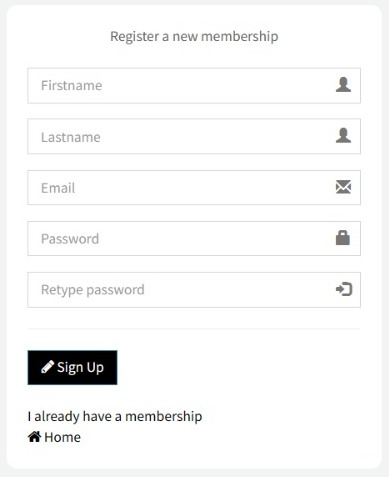 Register a new membership
Firstname
Lastname
Email
Password
Retype password
Sign Up
I already have a membership
Home